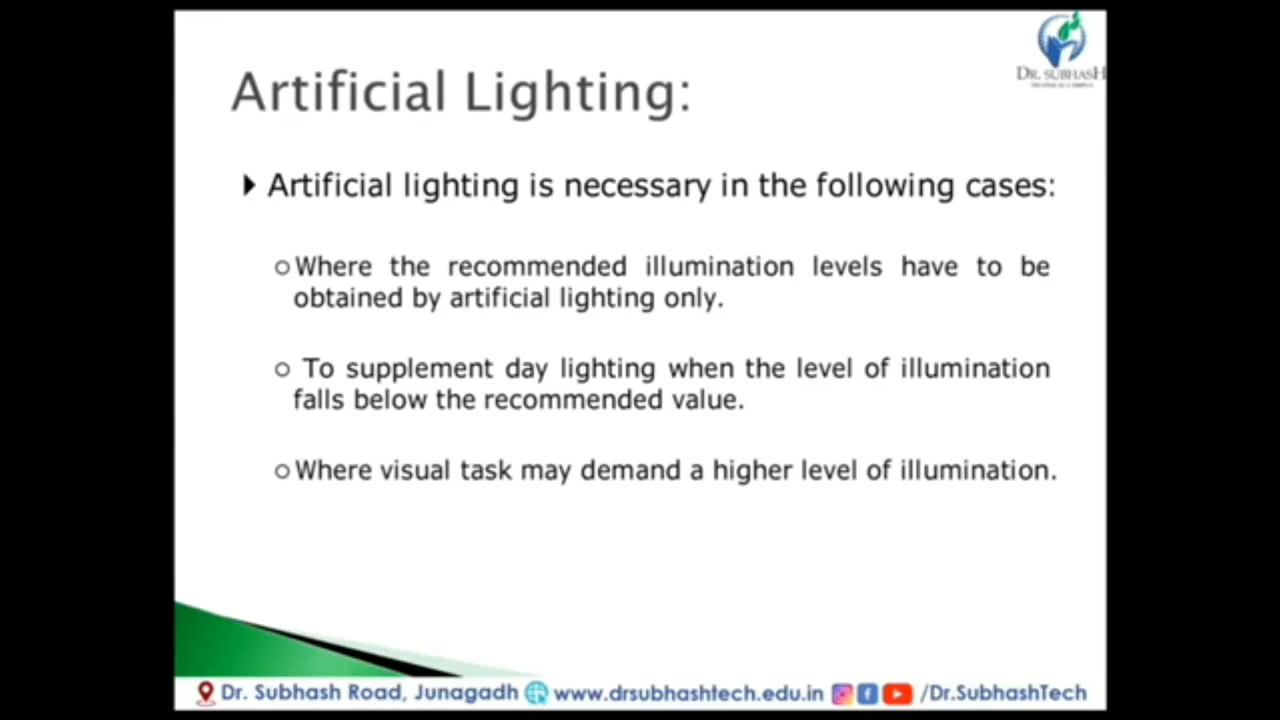 DR. SUBHASH
TECHNICAL CAMPUS
Artificial Lighting:
Artificial lighting is necessary in the following cases:
Where the recommended illumination levels have to be
obtained by artificial lighting only.
To supplement day lighting when the level of illumination
falls below the recommended value.
Where visual task may demand a higher level of illumination.
Dr. Subhash Road, Junagadh www.drsubhashtech.edu.in /Dr.SubhashTech